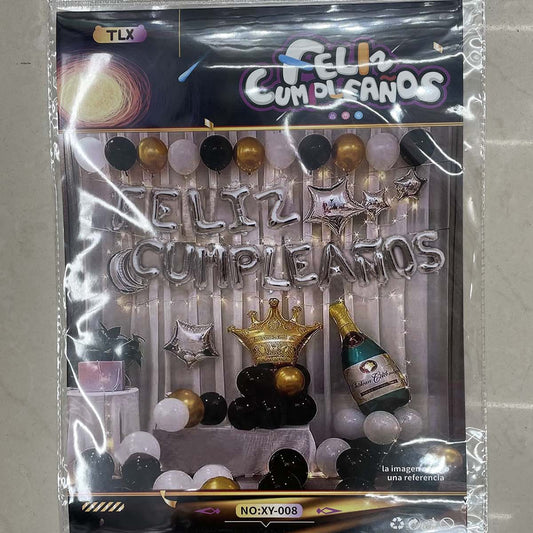 TLX
FELIZ
CUMPLEAÑOS
FELIZ
CUMPLEAÑOS
la imagen
una referencia
NO:XY-008